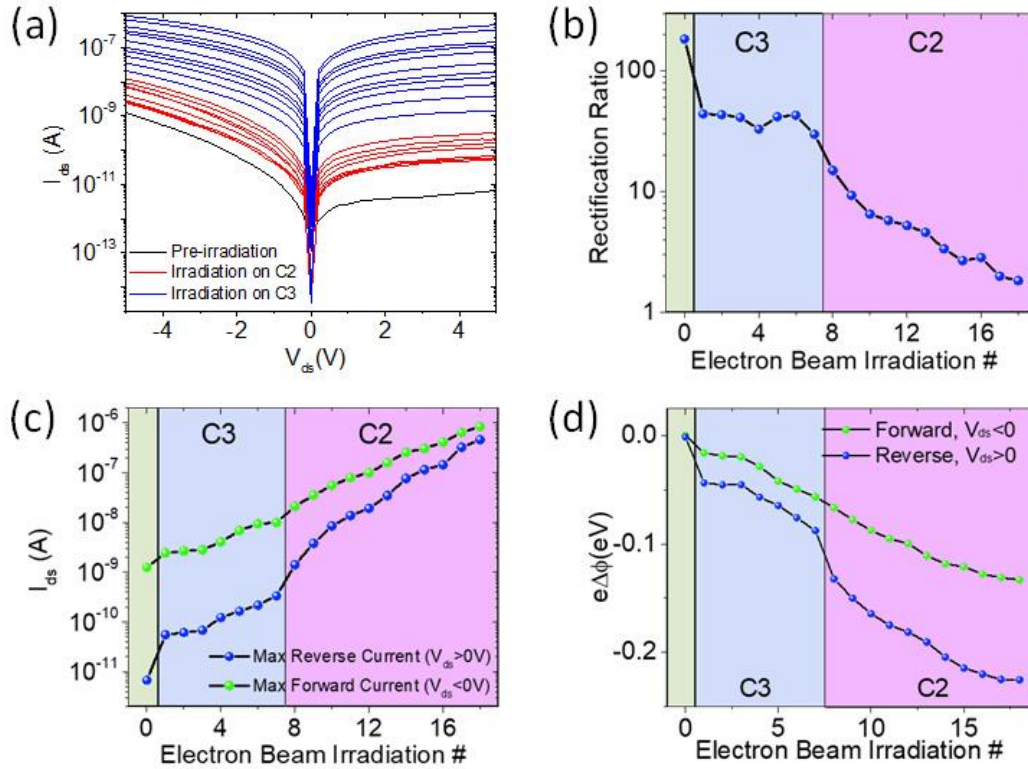 (a)
10⁻⁷
10⁻⁹
10⁻¹¹
10⁻¹³
I_ds (A)
Pre-irradiation
Irradiation on C2
Irradiation on C3
-4 -2 0 2 4
V_ds(V)
(b)
C3 C2
100
10
1
Rectification Ratio
0 4 8 12 16
Electron Beam Irradiation #
(c)
C3 C2
10⁻⁶
10⁻⁷
10⁻⁸
10⁻⁹
10⁻¹⁰
10⁻¹¹
I_ds (A)
Max Reverse Current (V_ds>0V)
Max Forward Current (V_ds<0V)
0 4 8 12 16
Electron Beam Irradiation #
(d)
Forward, V_ds<0
Reverse, V_ds>0
0.0
-0.1
-0.2
eΔϕ(eV)
C3 C2
0 5 10 15
Electron Beam Irradiation #